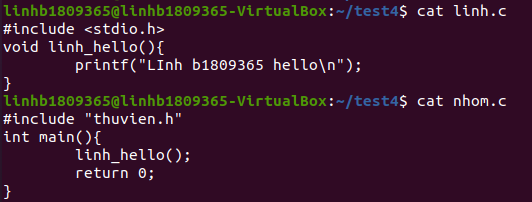 linhb1809365@linhb1809365-VirtualBox:~/test4$ cat linh.c
#include <stdio.h>
void linh_hello(){
        printf("LInh b1809365 hello\n");
}
linhb1809365@linhb1809365-VirtualBox:~/test4$ cat nhom.c
#include "thuvien.h"
int main(){
        linh_hello();
        return 0;
}